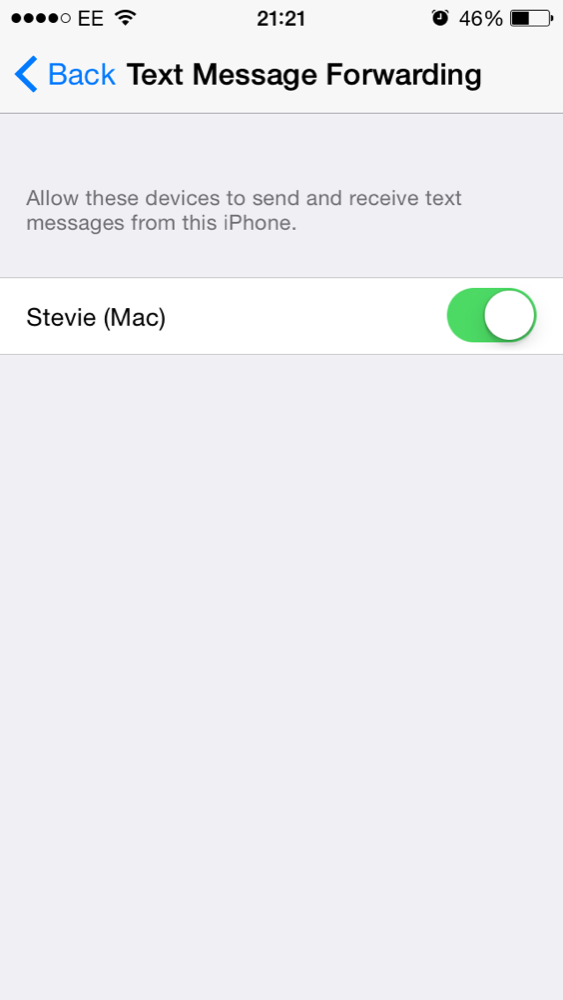 EE 21:21 46%
Back Text Message Forwarding
Allow these devices to send and receive text
messages from this iPhone.
Stevie (Mac)